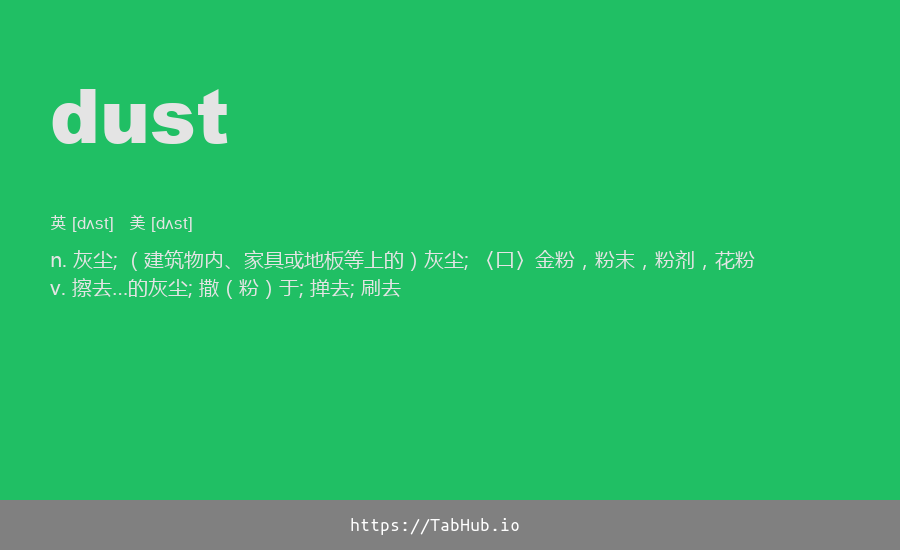 dust
英 [dʌst] 美 [dʌst]
n. 灰尘; （建筑物内、家具或地板等上的）灰尘; 〈口〉金粉，粉末，粉剂，花粉
v. 擦去…的灰尘; 撒（粉）于; 掸去; 刷去
https://TabHub.io